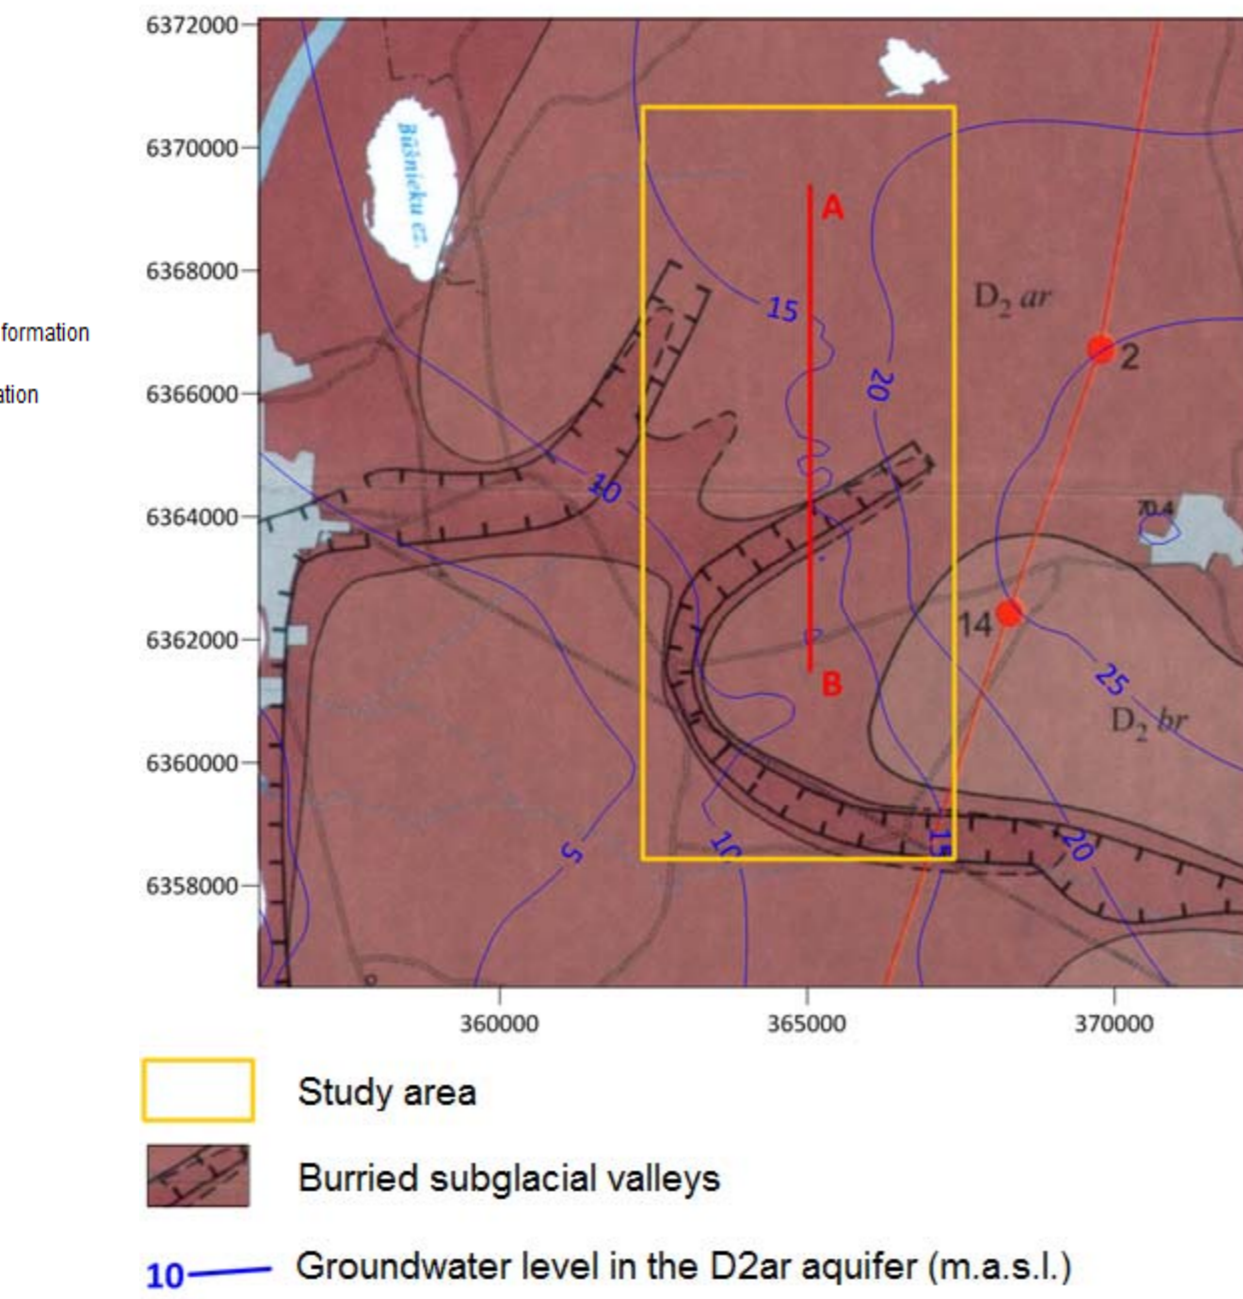 6372000
6370000
6368000
6366000
6364000
6362000
6360000
6358000
formation
ation
Būšnieku ez.
A
15
D2 ar
20
2
10
70.4
14
B
25
D2 br
5
10
15
20
360000
365000
370000
Study area
Burried subglacial valleys
10 Groundwater level in the D2ar aquifer (m.a.s.l.)